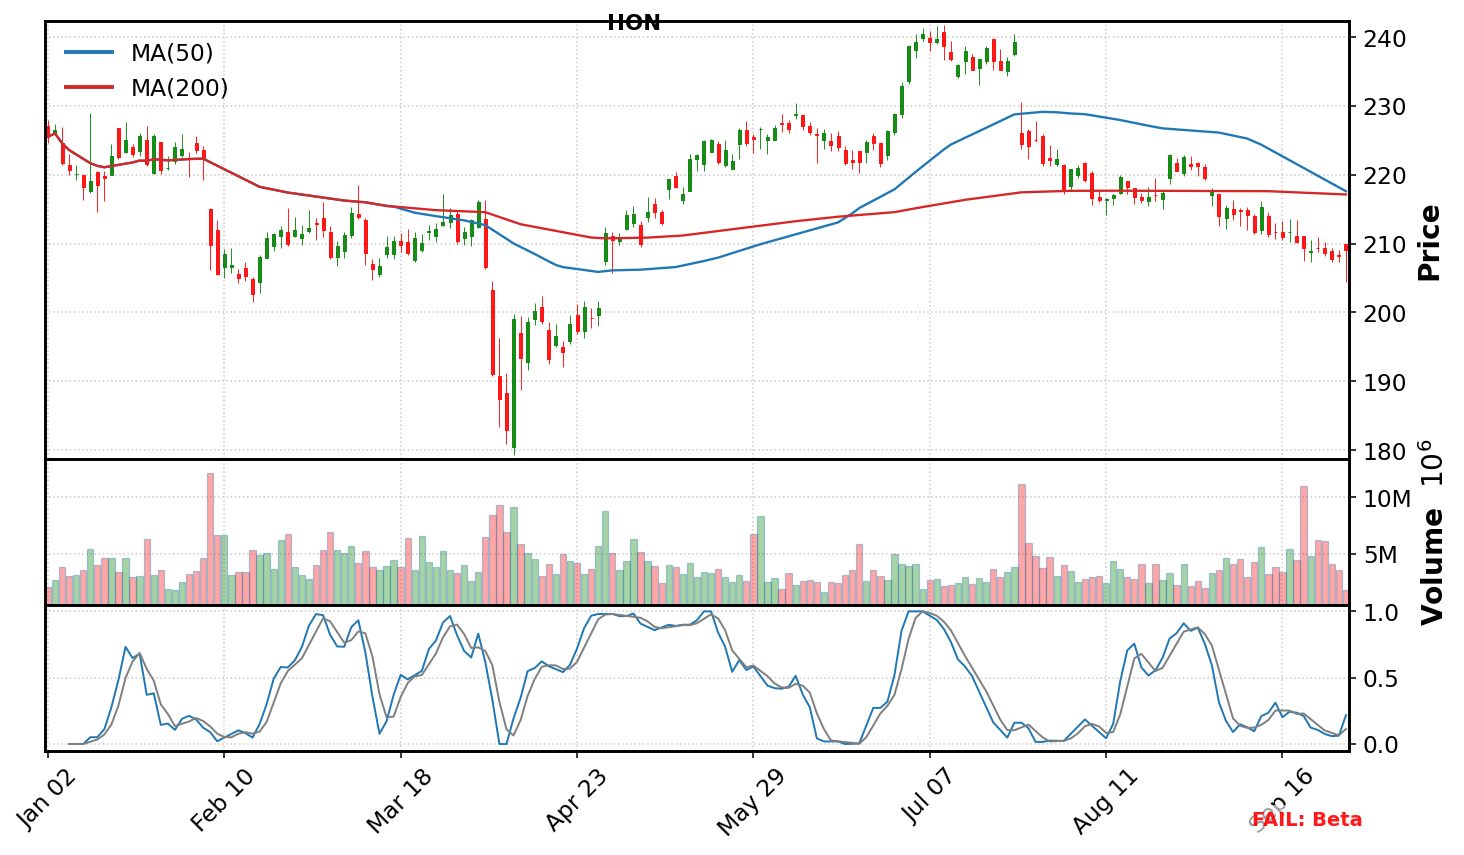 HON
MA(50)
MA(200)
240
230
220
210
200
190
180
Price
10M
5M
Volume 10⁶
1.0
0.5
0.0
Jan 02
Feb 10
Mar 18
Apr 23
May 29
Jul 07
Aug 11
Sep 16
FAIL: Beta